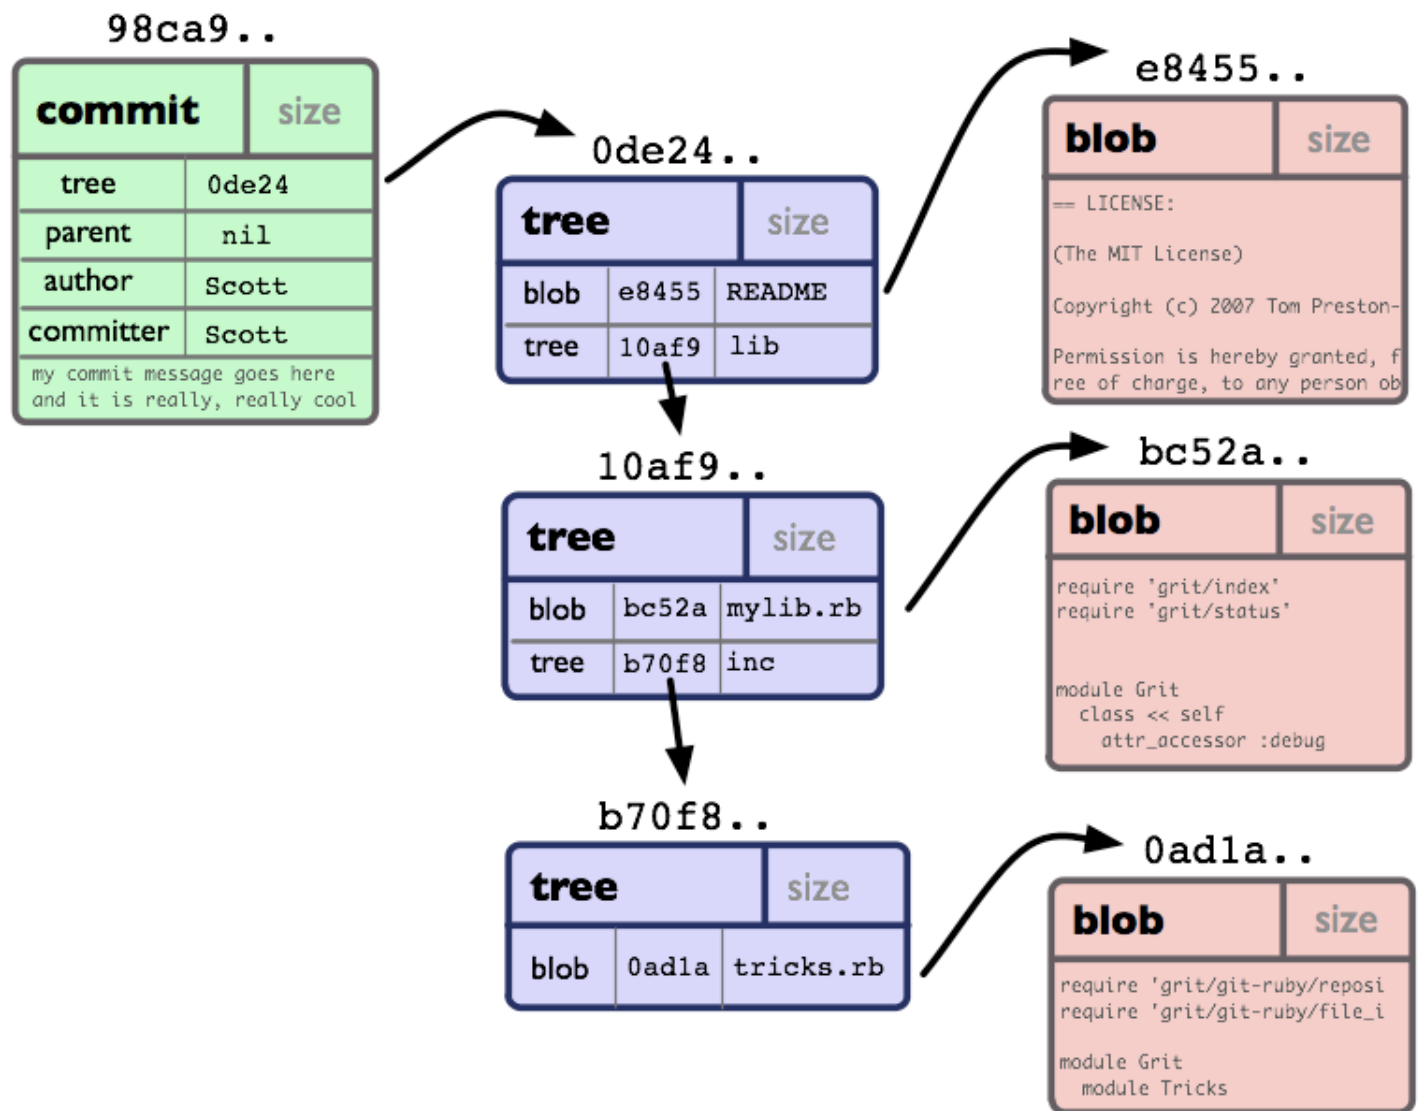 98ca9..
commit size
tree 0de24
parent nil
author Scott
committer Scott
my commit message goes here
and it is really, really cool
0de24..
tree size
blob e8455 README
tree 10af9 lib
10af9..
tree size
blob bc52a mylib.rb
tree b70f8 inc
b70f8..
tree size
blob 0ad1a tricks.rb
e8455..
blob size
== LICENSE:
(The MIT License)
Copyright (c) 2007 Tom Preston-
Permission is hereby granted, f
ree of charge, to any person ob
bc52a..
blob size
require 'grit/index'
require 'grit/status'
module Grit
class << self
attr_accessor :debug
0ad1a..
blob size
require 'grit/git-ruby/reposi
require 'grit/git-ruby/file_i
module Grit
module Tricks